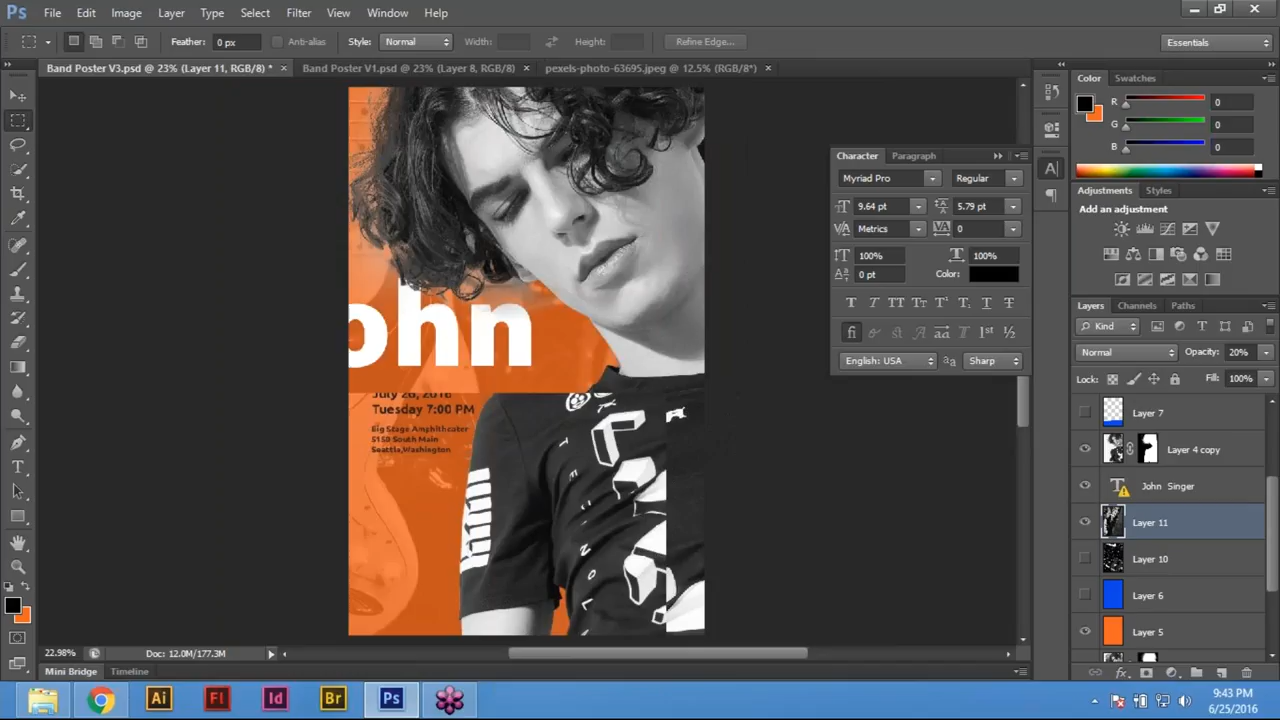 Ps File Edit Image Layer Type Select Filter View Window Help
Feather: 0 px Anti-alias Style: Normal Width: Height: Refine Edge... Essentials
Band Poster V3.psd @ 23% (Layer 11, RGB/8) * × Band Poster V1.psd @ 23% (Layer 8, RGB/8) × pexels-photo-63695.jpeg @ 12.5% (RGB/8*) ×
Color Swatches
R 0
G 0
B 0
Character Paragraph
Myriad Pro Regular
9.64 pt 5.79 pt
Metrics 0
100% 100%
0 pt Color:
English: USA aa Sharp
Adjustments Styles
Add an adjustment
Layers Channels Paths
Kind
Normal Opacity: 20%
Lock: Fill: 100%
Layer 7
Layer 4 copy
John Singer
Layer 11
Layer 10
Layer 6
Layer 5
ohn
July 26, 2016
Tuesday 7:00 PM
Big Stage Amphitheater
5150 South Main
Seattle,Washington
22.98% Doc: 12.0M/177.3M
Mini Bridge Timeline
Ai Fl Id Br Ps
9:43 PM
6/25/2016